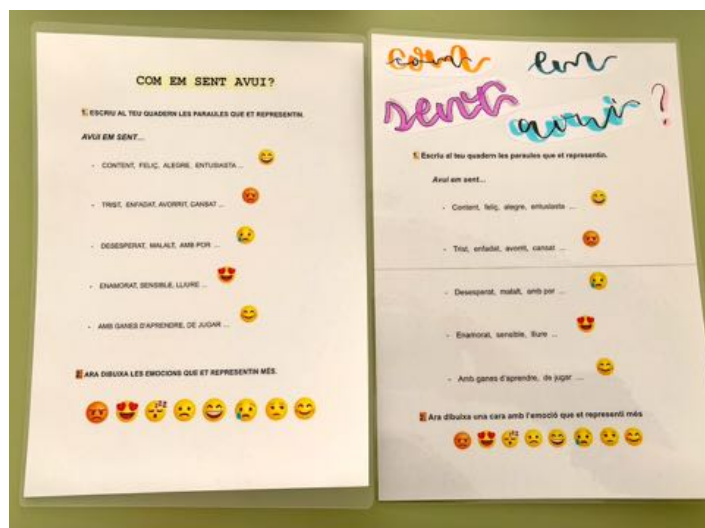 COM EM SENT AVUI?
1. ESCRIU AL TEU QUADERN LES PARAULES QUE ET REPRESENTIN.
AVUI EM SENT...
- CONTENT, FELIÇ, ALEGRE, ENTUSIASTA ...
- TRIST, ENFADAT, AVORRIT, CANSAT ...
- DESESPERAT, MALALT, AMB POR ...
- ENAMORAT, SENSIBLE, LLIURE ...
- AMB GANES D'APRENDRE, DE JUGAR ...
2. ARA DIBUIXA LES EMOCIONS QUE ET REPRESENTIN MÉS.
com em
sent avui?
1. Escriu al teu quadern les paraules que et representin.
Avui em sent...
- Content, feliç, alegre, entusiasta ...
- Trist, enfadat, avorrit, cansat ...
- Desesperat, malalt, amb por ...
- Enamorat, sensible, lliure ...
- Amb ganes d'aprendre, de jugar ...
2. Ara dibuixa una cara amb l'emoció que et representi més